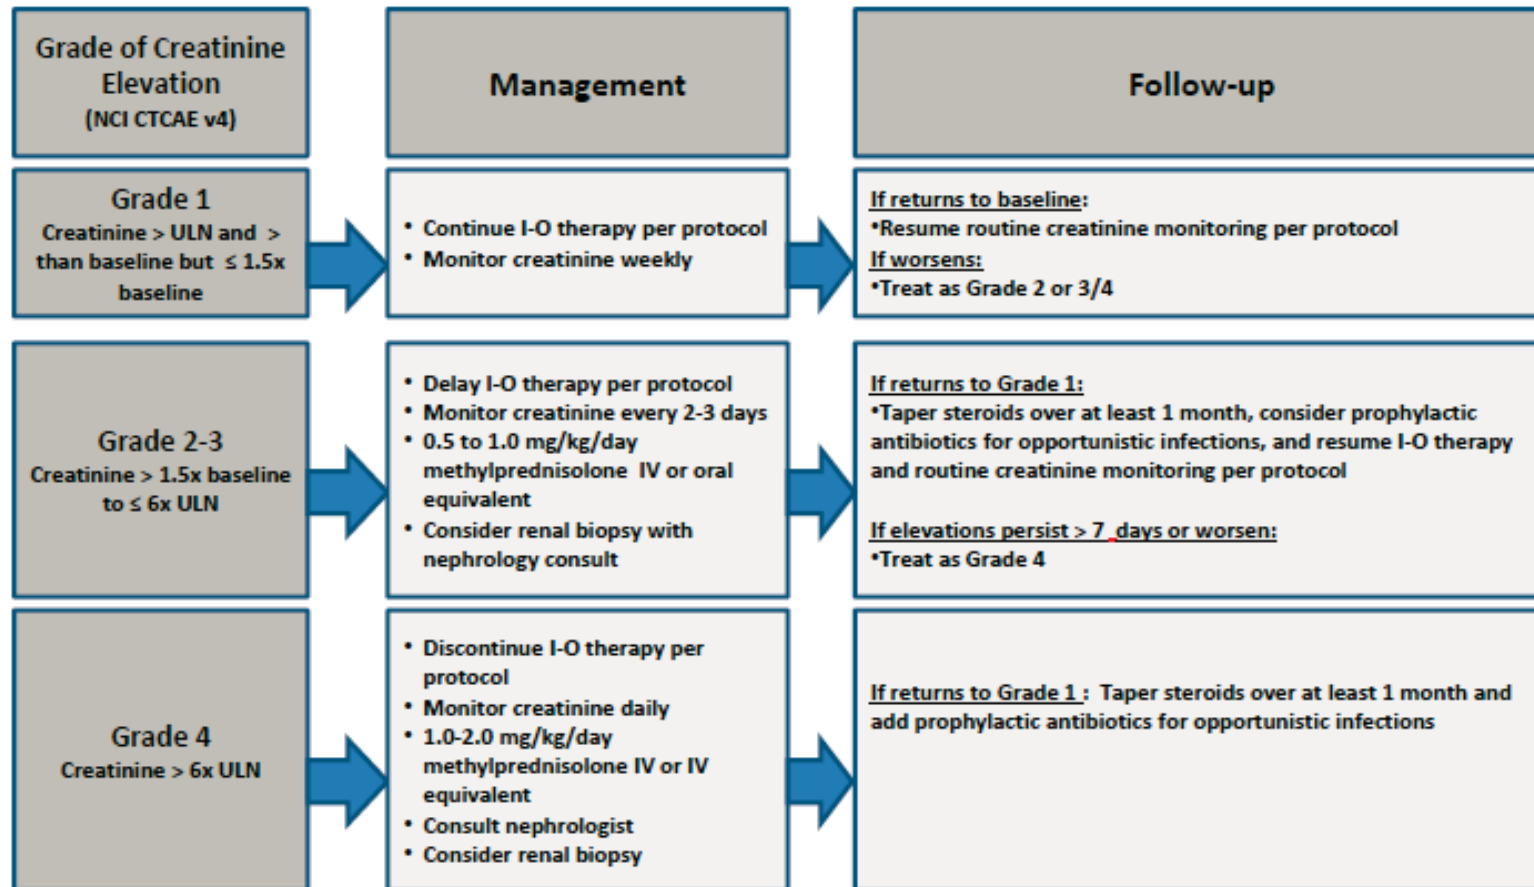 Grade of Creatinine
Elevation
(NCI CTCAE v4)
Management
Follow-up
Grade 1
Creatinine > ULN and >
than baseline but ≤ 1.5x
baseline
• Continue I-O therapy per protocol
• Monitor creatinine weekly
If returns to baseline:
•Resume routine creatinine monitoring per protocol
If worsens:
•Treat as Grade 2 or 3/4
Grade 2-3
Creatinine > 1.5x baseline
to ≤ 6x ULN
• Delay I-O therapy per protocol
• Monitor creatinine every 2-3 days
• 0.5 to 1.0 mg/kg/day
methylprednisolone IV or oral
equivalent
• Consider renal biopsy with
nephrology consult
If returns to Grade 1:
•Taper steroids over at least 1 month, consider prophylactic
antibiotics for opportunistic infections, and resume I-O therapy
and routine creatinine monitoring per protocol
If elevations persist > 7 days or worsen:
•Treat as Grade 4
Grade 4
Creatinine > 6x ULN
• Discontinue I-O therapy per
protocol
• Monitor creatinine daily
• 1.0-2.0 mg/kg/day
methylprednisolone IV or IV
equivalent
• Consult nephrologist
• Consider renal biopsy
If returns to Grade 1 : Taper steroids over at least 1 month and
add prophylactic antibiotics for opportunistic infections